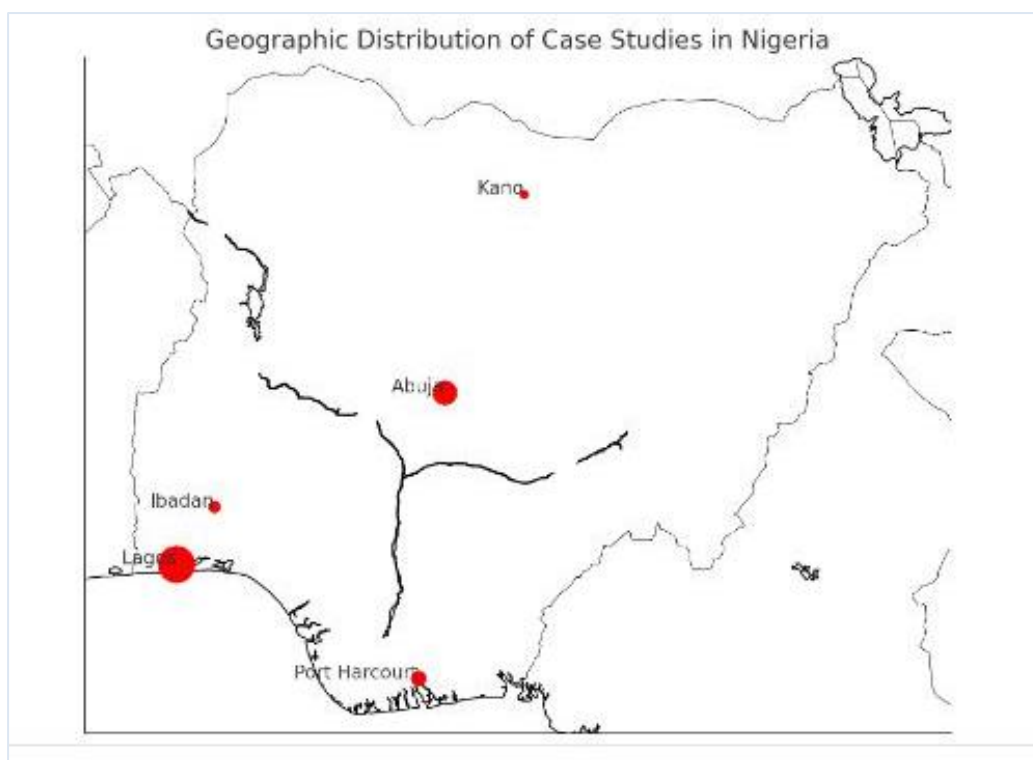 Geographic Distribution of Case Studies in Nigeria
Kano
Abuja
Ibadan
Lagos
Port Harcourt